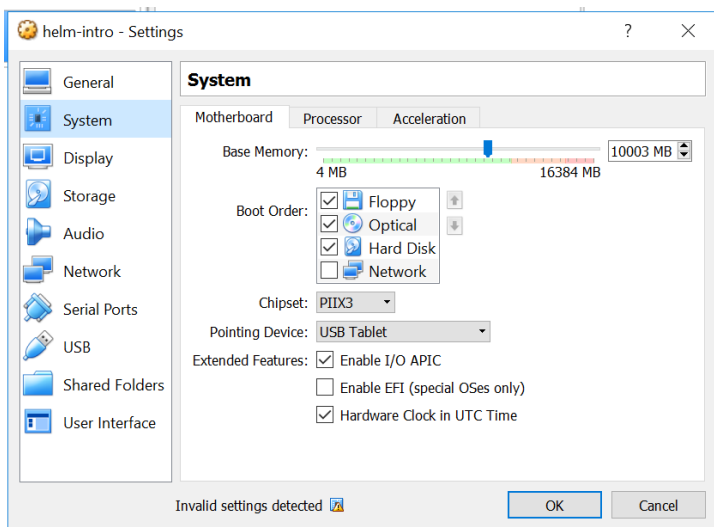 helm-intro - Settings ?
General
System
Display
Storage
Audio
Network
Serial Ports
USB
Shared Folders
User Interface
System
Motherboard Processor Acceleration
Base Memory: 10003 MB
4 MB 16384 MB
Boot Order:
Floppy
Optical
Hard Disk
Network
Chipset: PIIX3
Pointing Device: USB Tablet
Extended Features: Enable I/O APIC
Enable EFI (special OSes only)
Hardware Clock in UTC Time
Invalid settings detected OK Cancel